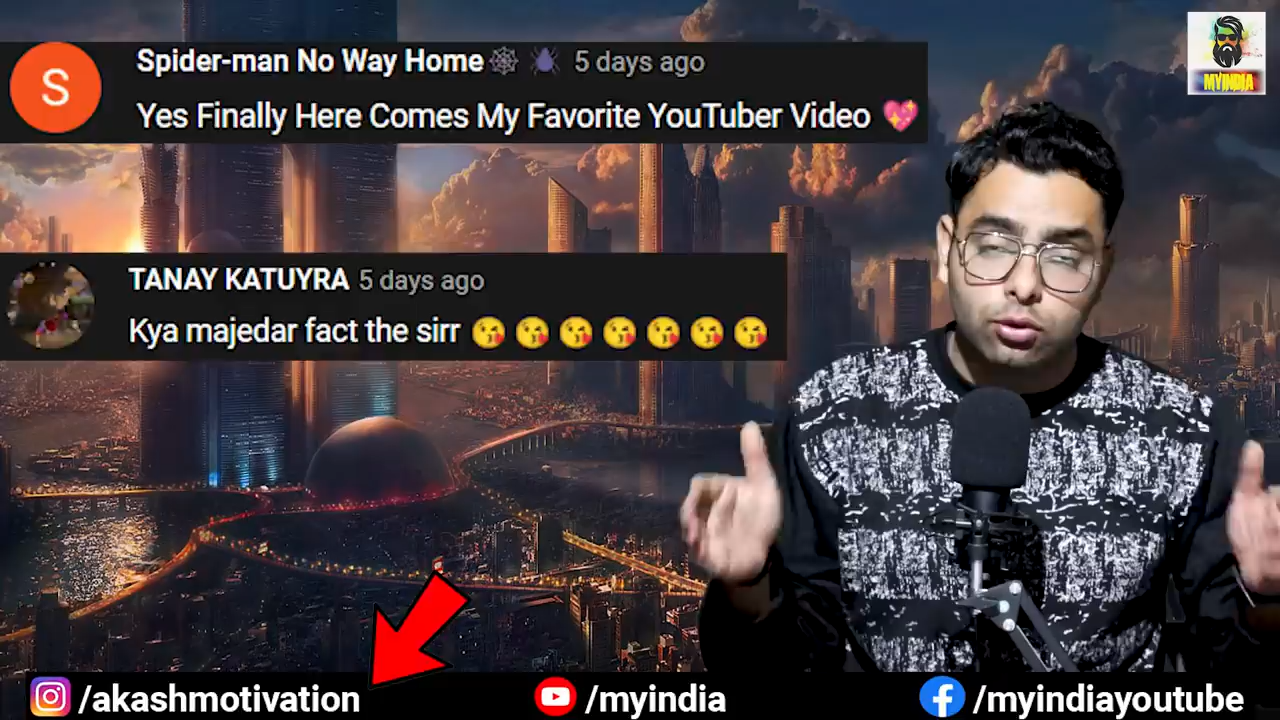 Spider-man No Way Home🕸️ 🕷️ 5 days ago
Yes Finally Here Comes My Favorite YouTuber Video 💖
S
MYINDIA
TANAY KATUYRA 5 days ago
Kya majedar fact the sirr 😘😘😘😘😘😘😘
/akashmotivation
/myindia
/myindiayoutube